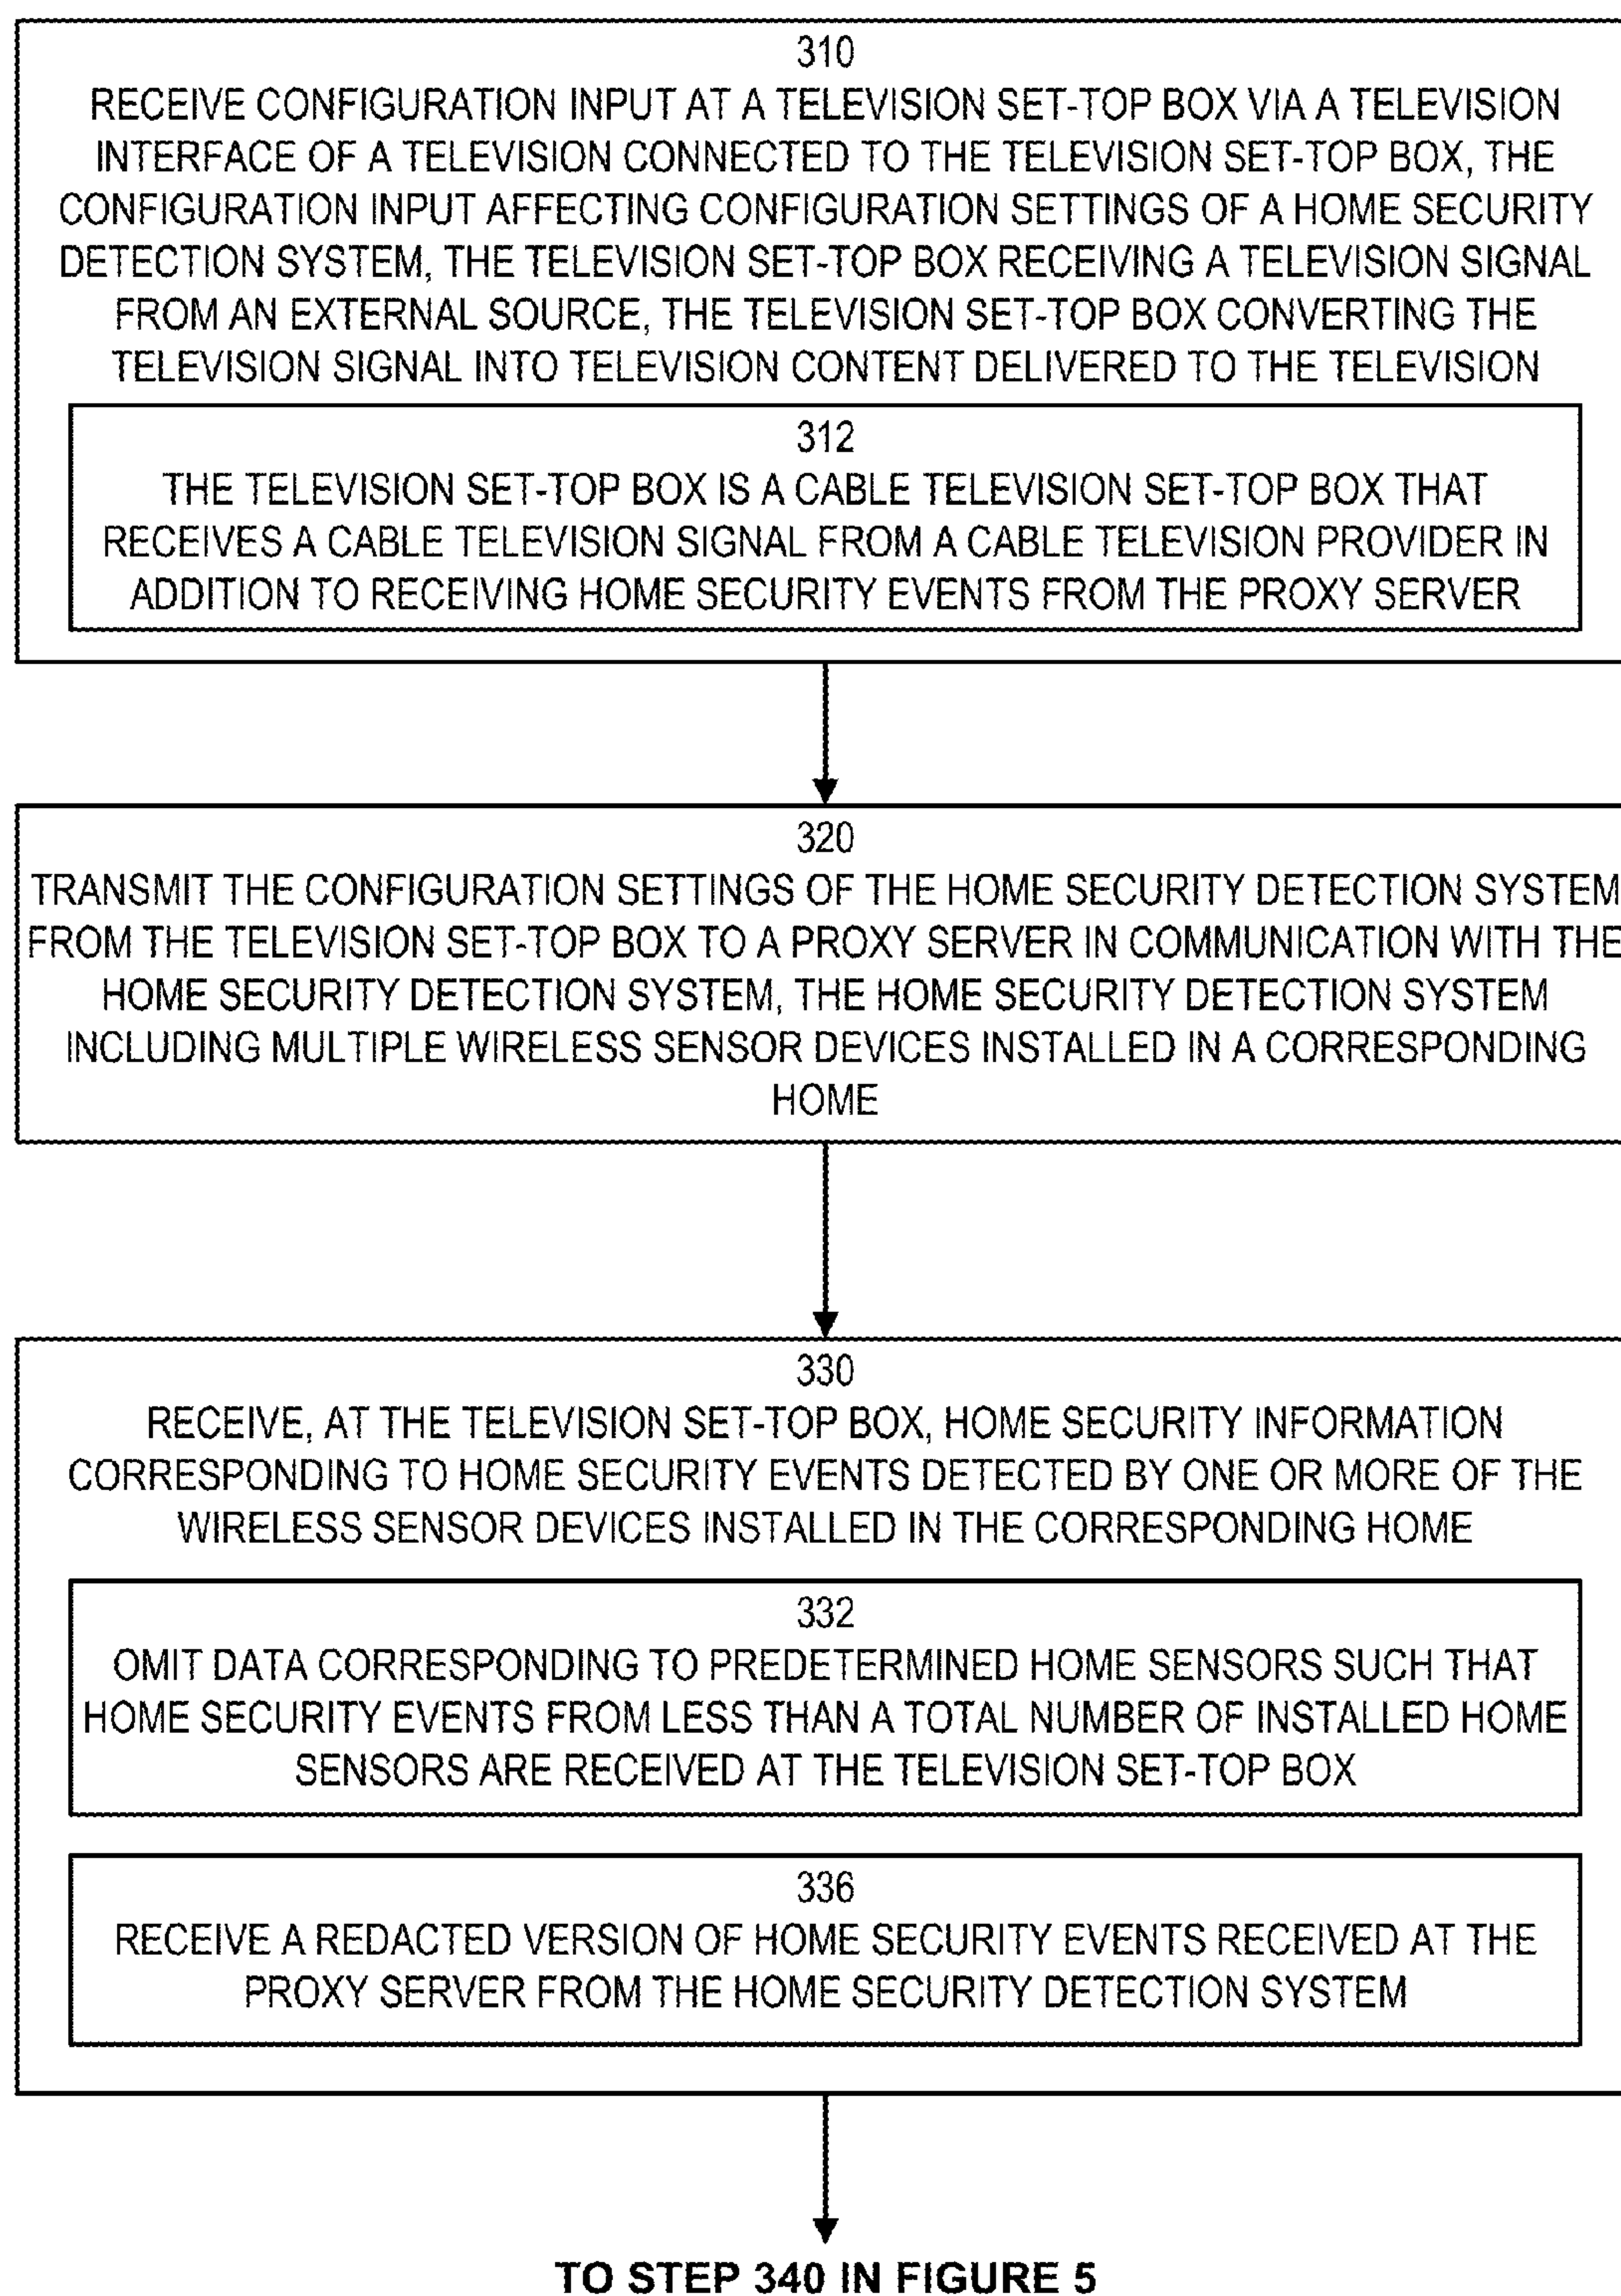 310
RECEIVE CONFIGURATION INPUT AT A TELEVISION SET-TOP BOX VIA A TELEVISION
INTERFACE OF A TELEVISION CONNECTED TO THE TELEVISION SET-TOP BOX, THE
CONFIGURATION INPUT AFFECTING CONFIGURATION SETTINGS OF A HOME SECURITY
DETECTION SYSTEM, THE TELEVISION SET-TOP BOX RECEIVING A TELEVISION SIGNAL
FROM AN EXTERNAL SOURCE, THE TELEVISION SET-TOP BOX CONVERTING THE
TELEVISION SIGNAL INTO TELEVISION CONTENT DELIVERED TO THE TELEVISION
312
THE TELEVISION SET-TOP BOX IS A CABLE TELEVISION SET-TOP BOX THAT
RECEIVES A CABLE TELEVISION SIGNAL FROM A CABLE TELEVISION PROVIDER IN
ADDITION TO RECEIVING HOME SECURITY EVENTS FROM THE PROXY SERVER
320
TRANSMIT THE CONFIGURATION SETTINGS OF THE HOME SECURITY DETECTION SYSTEM
FROM THE TELEVISION SET-TOP BOX TO A PROXY SERVER IN COMMUNICATION WITH THE
HOME SECURITY DETECTION SYSTEM, THE HOME SECURITY DETECTION SYSTEM
INCLUDING MULTIPLE WIRELESS SENSOR DEVICES INSTALLED IN A CORRESPONDING
HOME
330
RECEIVE, AT THE TELEVISION SET-TOP BOX, HOME SECURITY INFORMATION
CORRESPONDING TO HOME SECURITY EVENTS DETECTED BY ONE OR MORE OF THE
WIRELESS SENSOR DEVICES INSTALLED IN THE CORRESPONDING HOME
332
OMIT DATA CORRESPONDING TO PREDETERMINED HOME SENSORS SUCH THAT
HOME SECURITY EVENTS FROM LESS THAN A TOTAL NUMBER OF INSTALLED HOME
SENSORS ARE RECEIVED AT THE TELEVISION SET-TOP BOX
336
RECEIVE A REDACTED VERSION OF HOME SECURITY EVENTS RECEIVED AT THE
PROXY SERVER FROM THE HOME SECURITY DETECTION SYSTEM
TO STEP 340 IN FIGURE 5